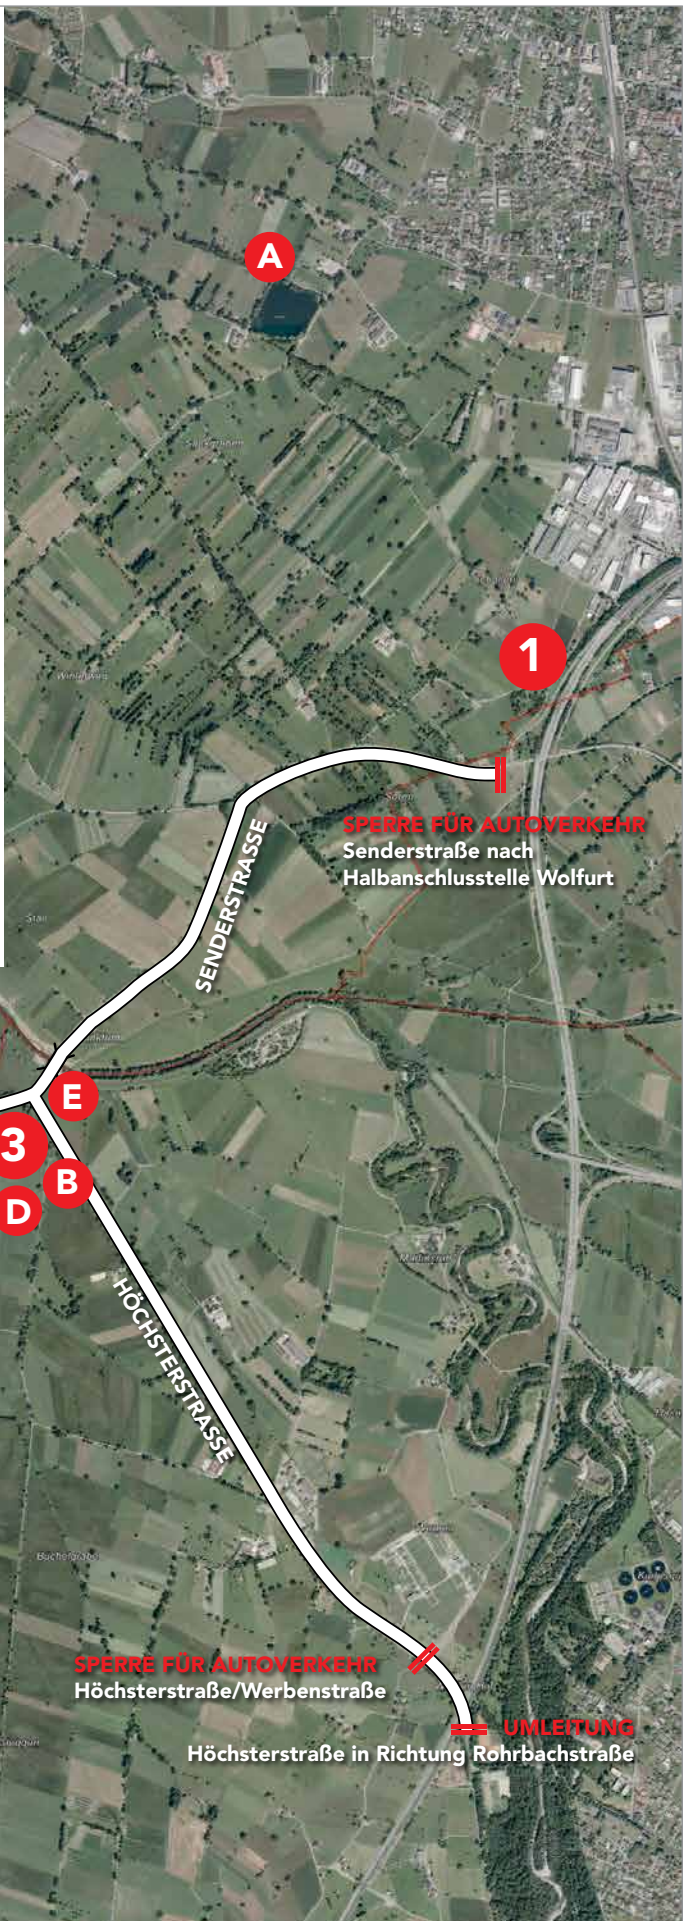 A
1
SENDERSTRASSE
SPERRE FÜR AUTOVERKEHR
Senderstraße nach
Halbanschlusstelle Wolfurt
E
3
B
D
HÖCHSTERSTRASSE
SPERRE FÜR AUTOVERKEHR
Höchsterstraße/Werbenstraße
UMLEITUNG
Höchsterstraße in Richtung Rohrbachstraße